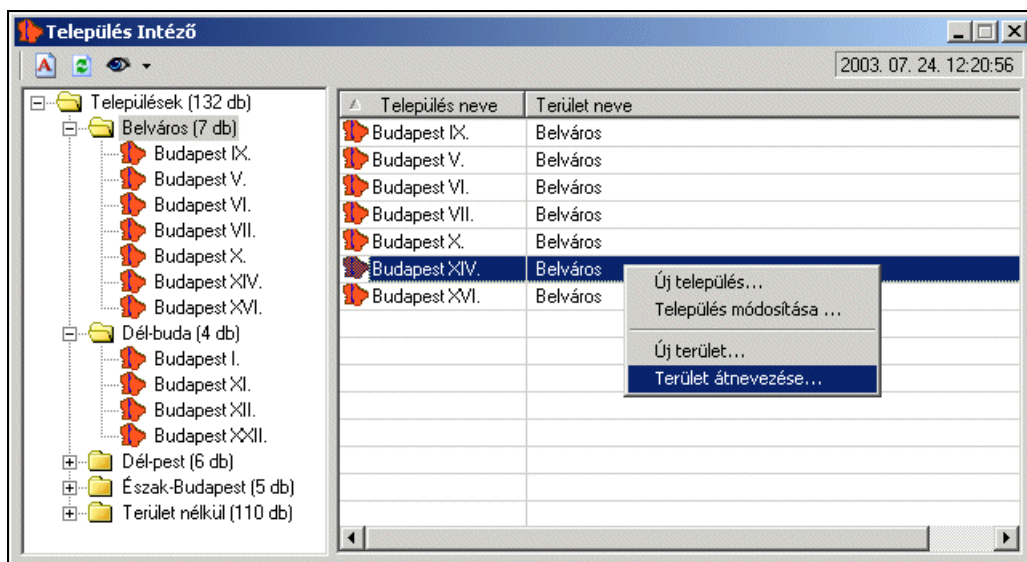 Település Intéző
2003. 07. 24. 12:20:56
Települések (132 db)
Belváros (7 db)
Budapest IX.
Budapest V.
Budapest VI.
Budapest VII.
Budapest X.
Budapest XIV.
Budapest XVI.
Dél-buda (4 db)
Budapest I.
Budapest XI.
Budapest XII.
Budapest XXII.
Dél-pest (6 db)
Észak-Budapest (5 db)
Terület nélkül (110 db)
Település neve Terület neve
Budapest IX. Belváros
Budapest V. Belváros
Budapest VI. Belváros
Budapest VII. Belváros
Budapest X. Belváros
Budapest XIV. Belváros
Budapest XVI. Belváros
Új település...
Település módosítása ...
Új terület...
Terület átnevezése...